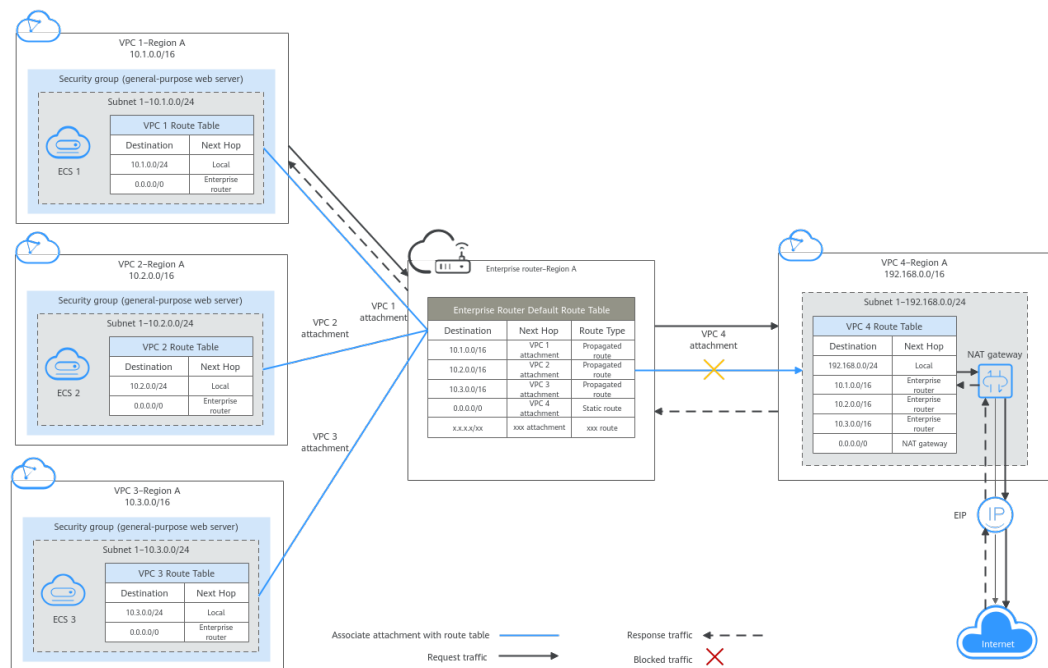 VPC 1–Region A
10.1.0.0/16
Security group (general-purpose web server)
Subnet 1–10.1.0.0/24
ECS 1
VPC 1 Route Table
Destination Next Hop
10.1.0.0/24 Local
0.0.0.0/0 Enterprise
router
VPC 2–Region A
10.2.0.0/16
Security group (general-purpose web server)
Subnet 1–10.2.0.0/24
ECS 2
VPC 2 Route Table
Destination Next Hop
10.2.0.0/24 Local
0.0.0.0/0 Enterprise
router
VPC 3–Region A
10.3.0.0/16
Security group (general-purpose web server)
Subnet 1–10.3.0.0/24
ECS 3
VPC 3 Route Table
Destination Next Hop
10.3.0.0/24 Local
0.0.0.0/0 Enterprise
router
VPC 1
attachment
VPC 2
attachment
VPC 3
attachment
Enterprise router–Region A
Enterprise Router Default Route Table
Destination Next Hop Route Type
10.1.0.0/16 VPC 1
attachment Propagated
route
10.2.0.0/16 VPC 2
attachment Propagated
route
10.3.0.0/16 VPC 3
attachment Propagated
route
0.0.0.0/0 VPC 4
attachment Static route
x.x.x.x/xx xxx attachment xxx route
VPC 4
attachment
VPC 4–Region A
192.168.0.0/16
Subnet 1–192.168.0.0/24
VPC 4 Route Table
Destination Next Hop
192.168.0.0/24 Local
10.1.0.0/16 Enterprise
router
10.2.0.0/16 Enterprise
router
10.3.0.0/16 Enterprise
router
0.0.0.0/0 NAT gateway
NAT gateway
EIP
IP
Internet
Associate attachment with route table
Request traffic
Response traffic
Blocked traffic